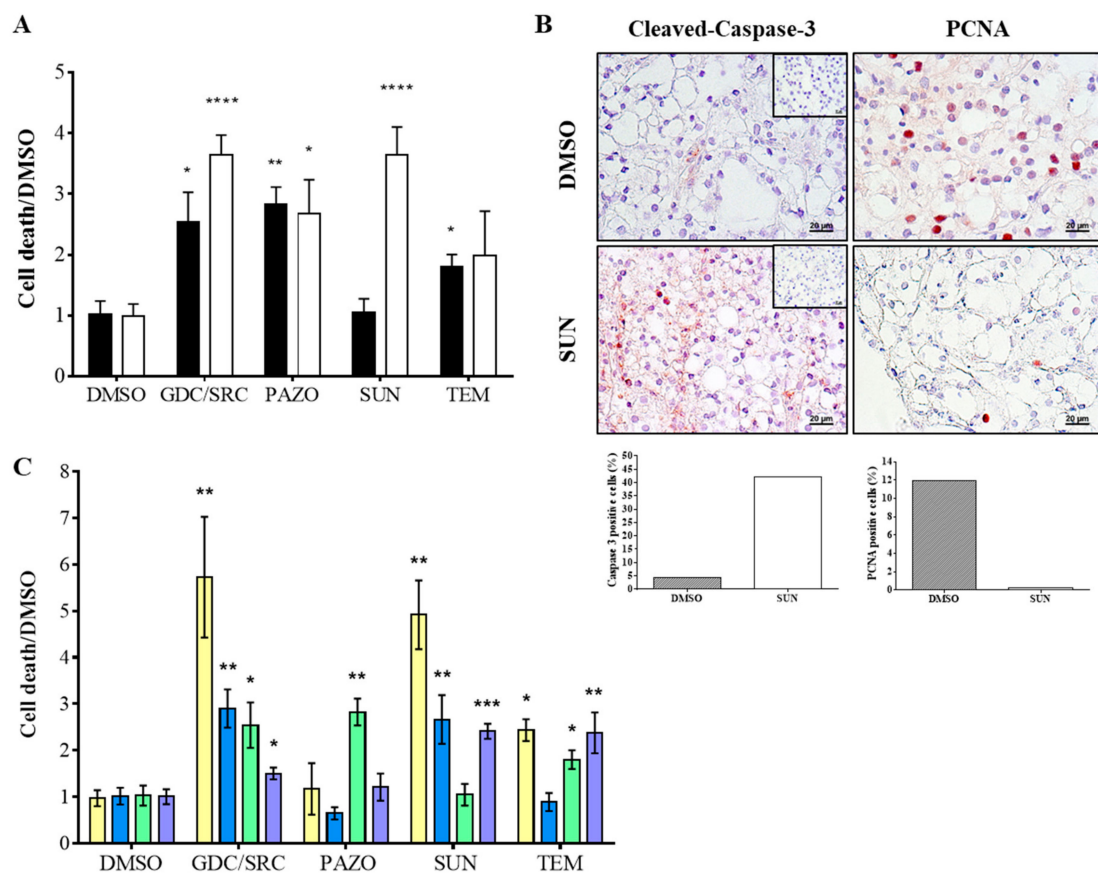 A
Cell death/DMSO
5
4
3
2
1
0
*
****
**
*
****
*
DMSO
GDC/SRC
PAZO
SUN
TEM
B
Cleaved-Caspase-3
PCNA
DMSO
SUN
20 µm
20 µm
20 µm
20 µm
Caspase 3 positive cells (%)
50
45
40
35
30
25
20
15
10
5
0
DMSO
SUN
PCNA positive cells (%)
14
12
10
8
6
4
2
0
DMSO
SUN
C
Cell death/DMSO
8
7
6
5
4
3
2
1
0
**
**
*
*
**
**
**
***
*
*
**
DMSO
GDC/SRC
PAZO
SUN
TEM